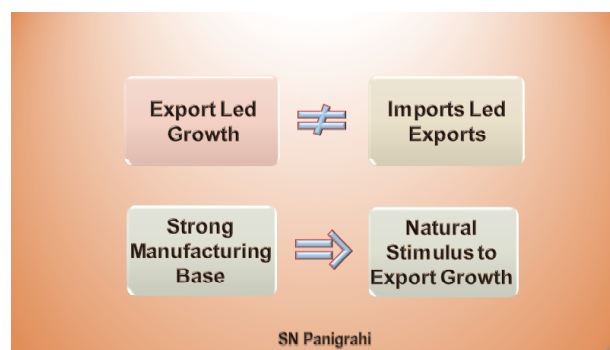 Export Led
Growth
≠
Imports Led
Exports
Strong
Manufacturing
Base
⇒
Natural
Stimulus to
Export Growth
SN Panigrahi